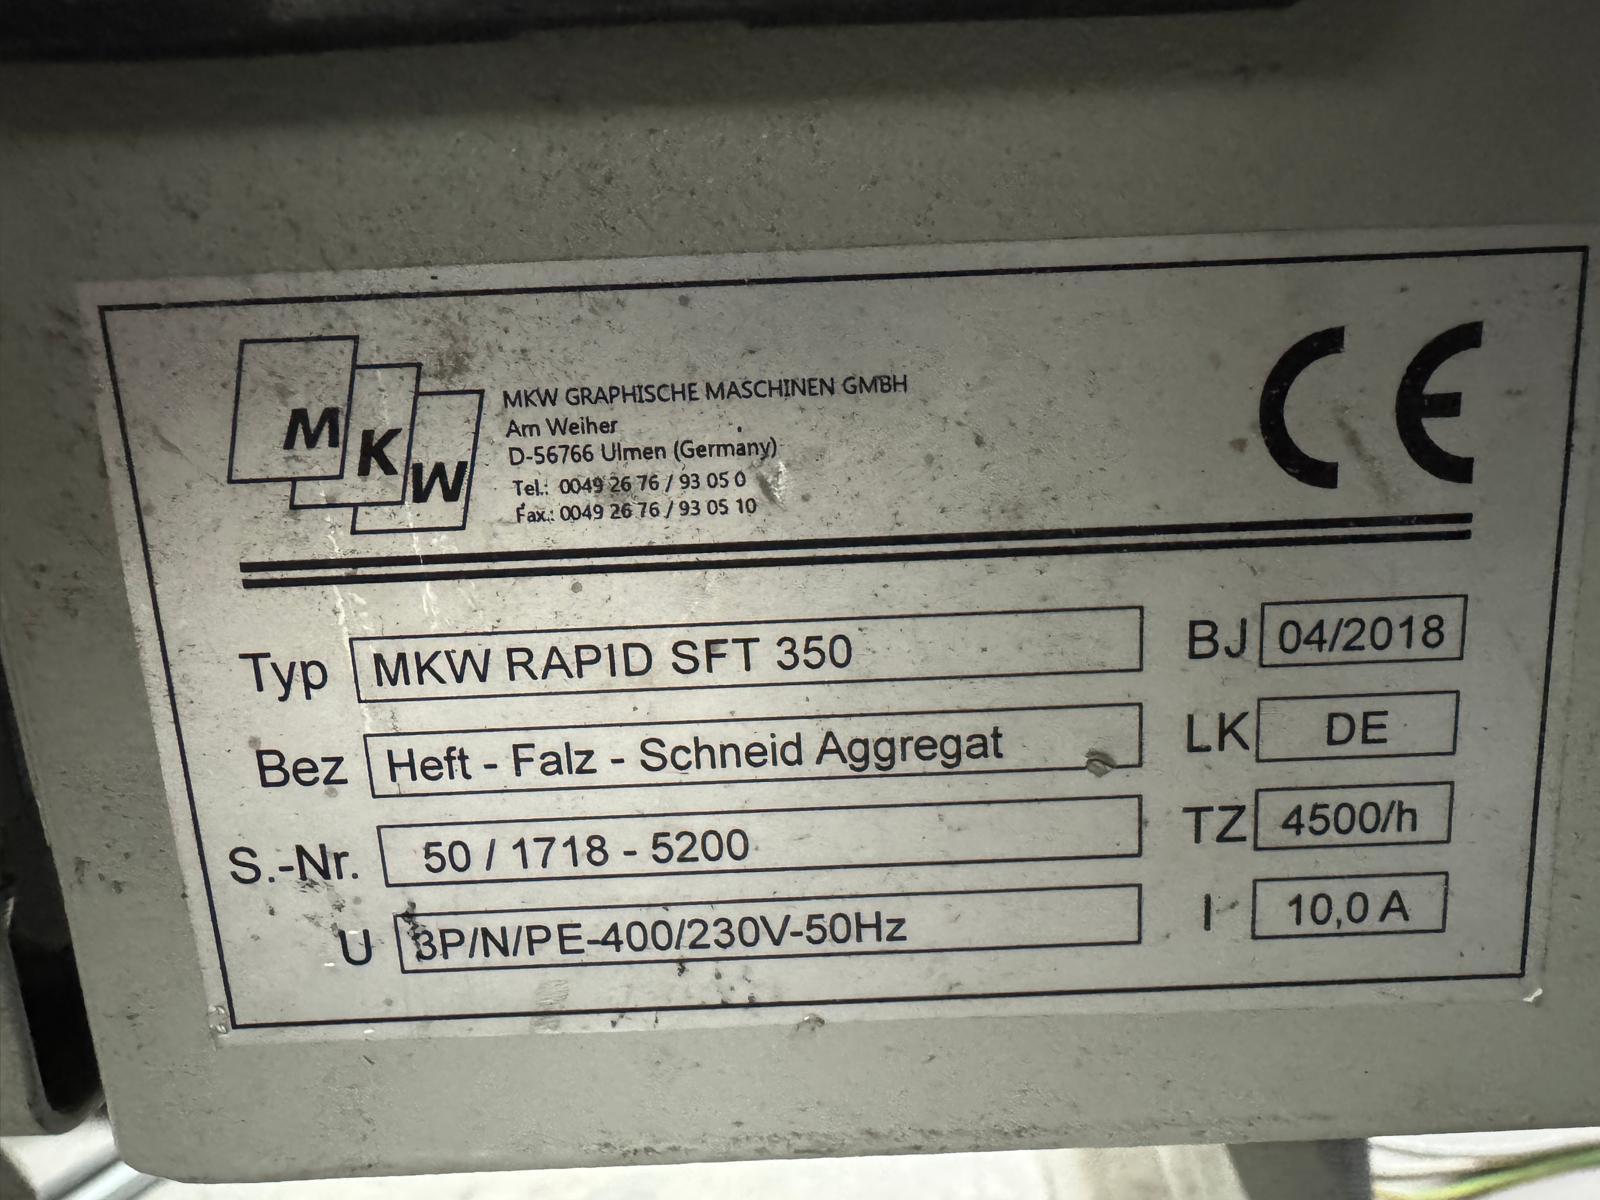 M K W
MKW GRAPHISCHE MASCHINEN GMBH
Am Weiher
D-56766 Ulmen (Germany)
Tel.: 0049 26 76 / 93 05 0
Fax.: 0049 26 76 / 93 05 10
CE
Typ MKW RAPID SFT 350 BJ 04/2018
Bez Heft - Falz - Schneid Aggregat LK DE
S.-Nr. 50 / 1718 - 5200 TZ 4500/h
U 3P/N/PE-400/230V-50Hz I 10,0 A